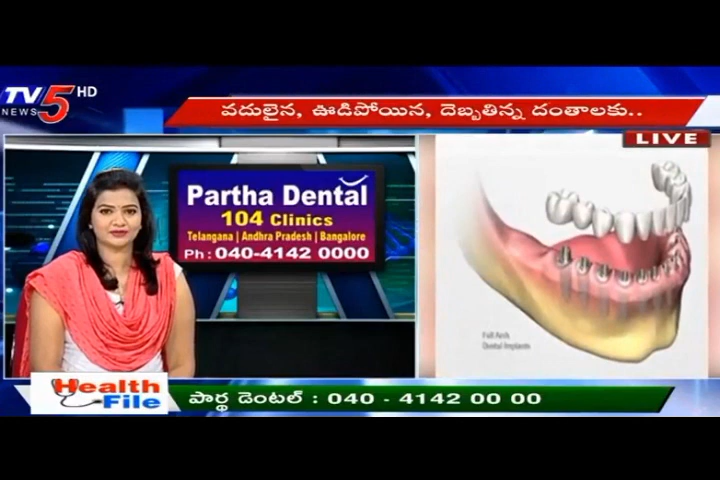 TV5 HD
NEWS
వదులైన, ఊడిపోయిన, దెబ్బతిన్న దంతాలకు..
LIVE
Partha Dental
104 Clinics
Telangana | Andhra Pradesh | Bangalore
Ph : 040-4142 0000
Full Arch
Dental Implants
Health
File
పార్థ డెంటల్ : 040 - 4142 00 00